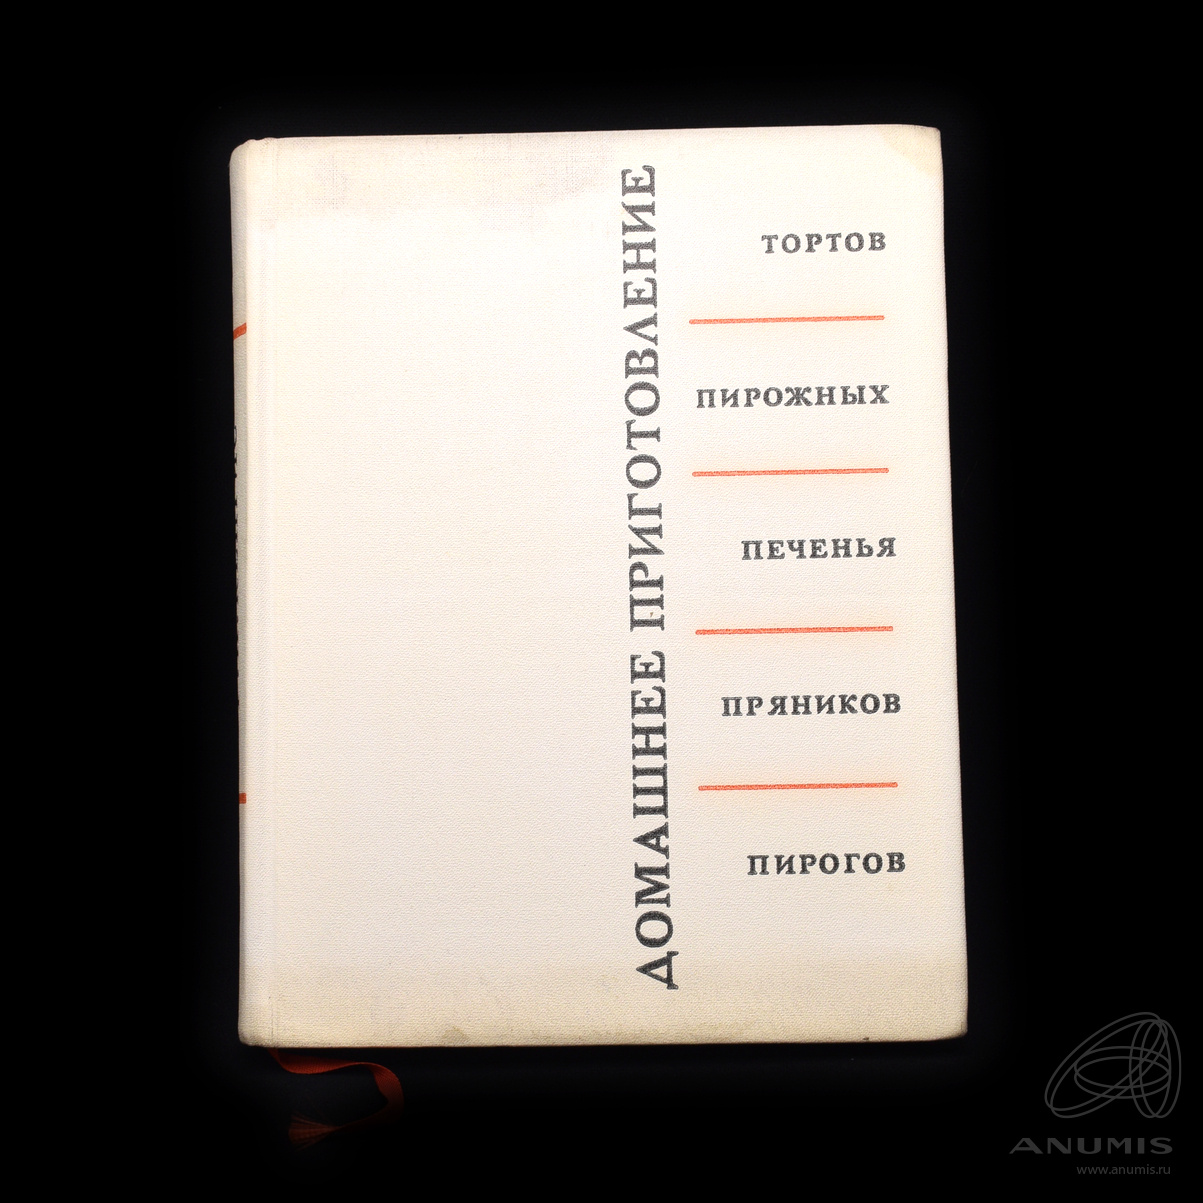 ДОМАШНЕЕ ПРИГОТОВЛЕНИЕ
ТОРТОВ
ПИРОЖНЫХ
ПЕЧЕНЬЯ
ПРЯНИКОВ
ПИРОГОВ
ANUMIS
www.anumis.ru